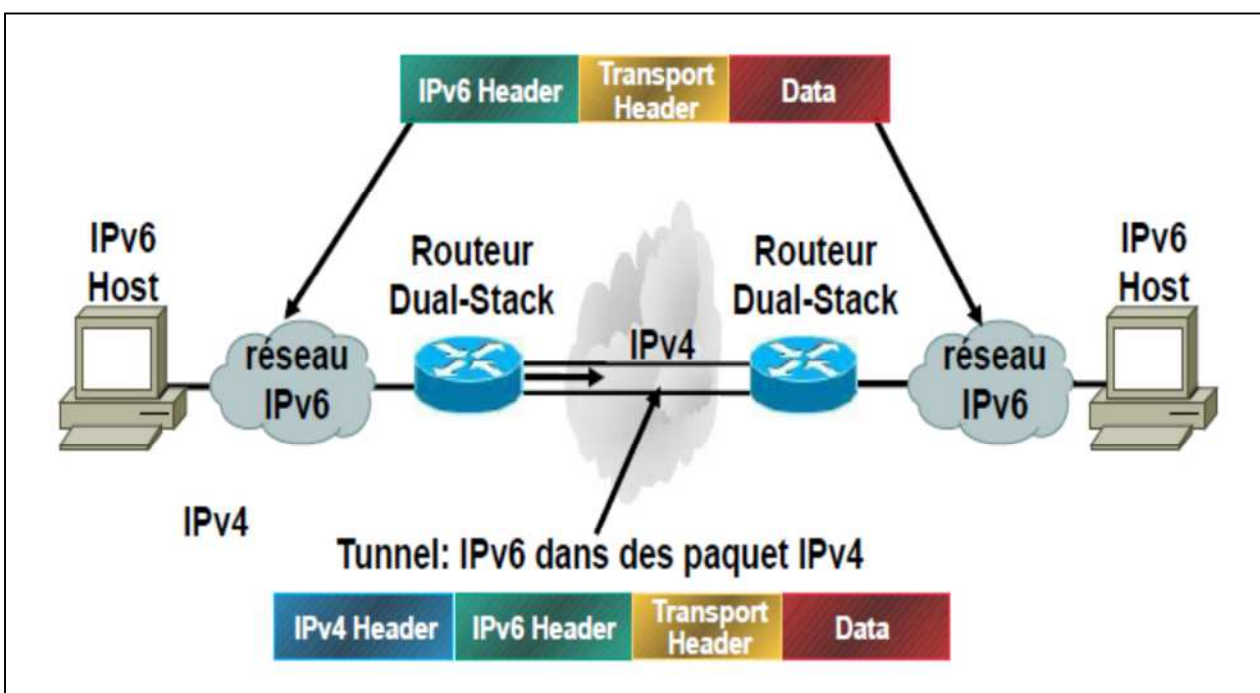 IPv6 Header
Transport
Header
Data
IPv6
Host
Routeur
Dual-Stack
Routeur
Dual-Stack
IPv6
Host
réseau
IPv6
IPv4
réseau
IPv6
IPv4
Tunnel: IPv6 dans des paquet IPv4
IPv4 Header
IPv6 Header
Transport
Header
Data